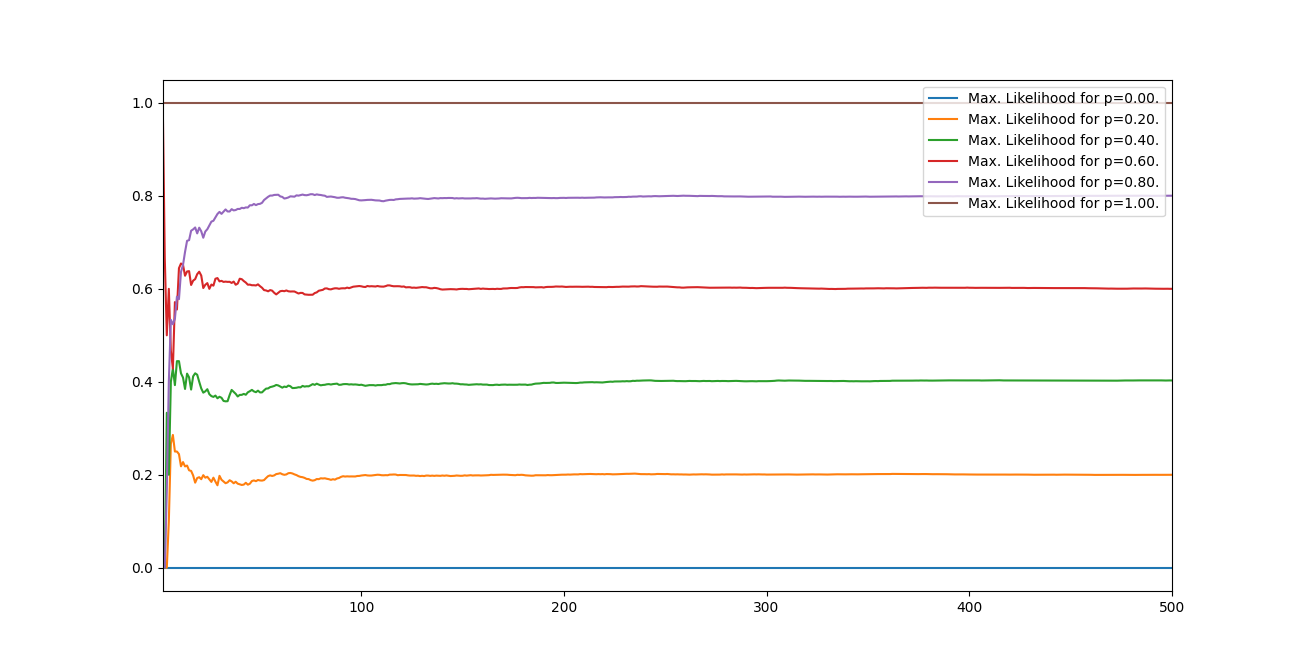 1.0
0.8
0.6
0.4
0.2
0.0
100
200
300
400
500
Max. Likelihood for p=0.00.
Max. Likelihood for p=0.20.
Max. Likelihood for p=0.40.
Max. Likelihood for p=0.60.
Max. Likelihood for p=0.80.
Max. Likelihood for p=1.00.